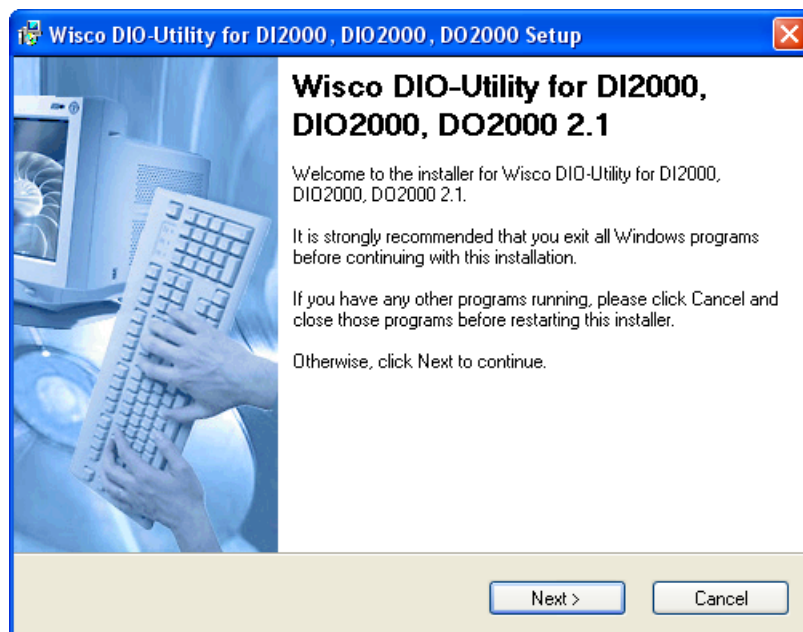 Wisco DIO-Utility for DI2000, DIO2000, DO2000 Setup
Wisco DIO-Utility for DI2000,
DIO2000, DO2000 2.1
Welcome to the installer for Wisco DIO-Utility for DI2000,
DIO2000, DO2000 2.1.
It is strongly recommended that you exit all Windows programs
before continuing with this installation.
If you have any other programs running, please click Cancel and
close those programs before restarting this installer.
Otherwise, click Next to continue.
Next >
Cancel